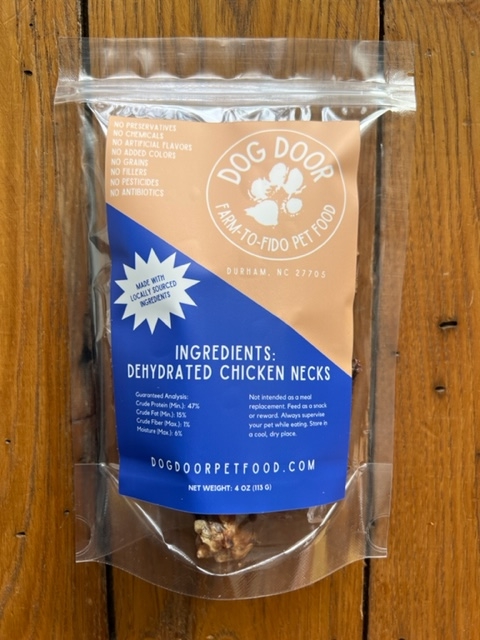 NO PRESERVATIVES
NO CHEMICALS
NO ARTIFICIAL FLAVORS
NO ADDED COLORS
NO GRAINS
NO FILLERS
NO PESTICIDES
NO ANTIBIOTICS
DOG DOOR
FARM-TO-FIDO PET FOOD
DURHAM, NC 27705
MADE WITH
LOCALLY SOURCED
INGREDIENTS
INGREDIENTS:
DEHYDRATED CHICKEN NECKS
Guaranteed Analysis:
Crude Protein (Min.): 47%
Crude Fat (Min.): 15%
Crude Fiber (Max.): 1%
Moisture (Max.): 6%
Not intended as a meal
replacement. Feed as a snack
or reward. Always supervise
your pet while eating. Store in
a cool, dry place.
DOGDOORPETFOOD.COM
NET WEIGHT: 4 OZ (113 G)